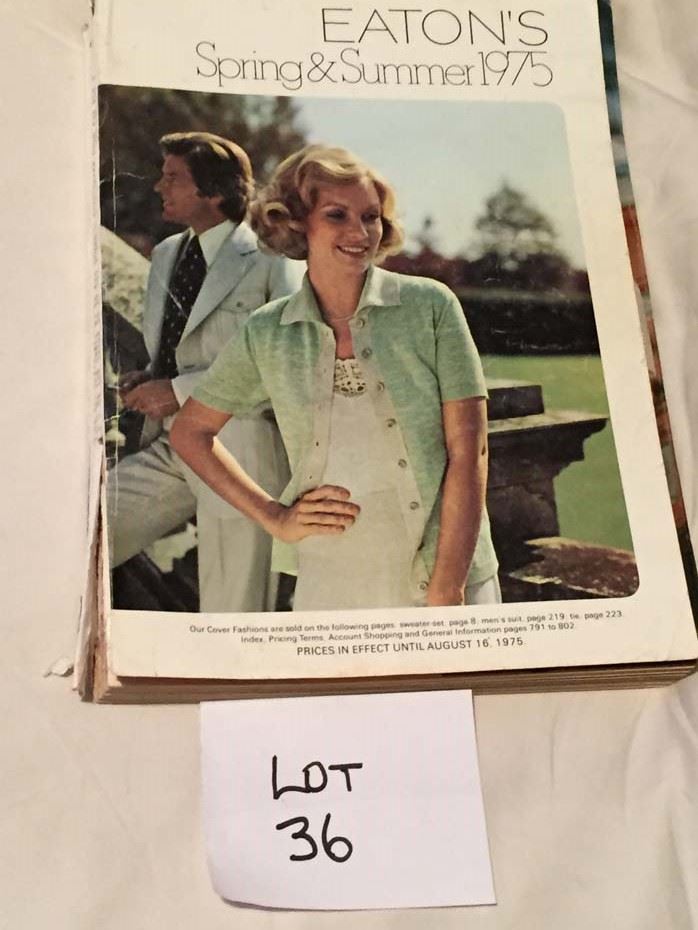 EATON'S
Spring & Summer 1975
Our Cover Fashions are sold on the following pages: sweater set, page 8; men's suit, page 219; tie, page 223.
Index, Pricing Terms, Account Shopping and General Information pages 791 to 802.
PRICES IN EFFECT UNTIL AUGUST 16, 1975.
LOT
36